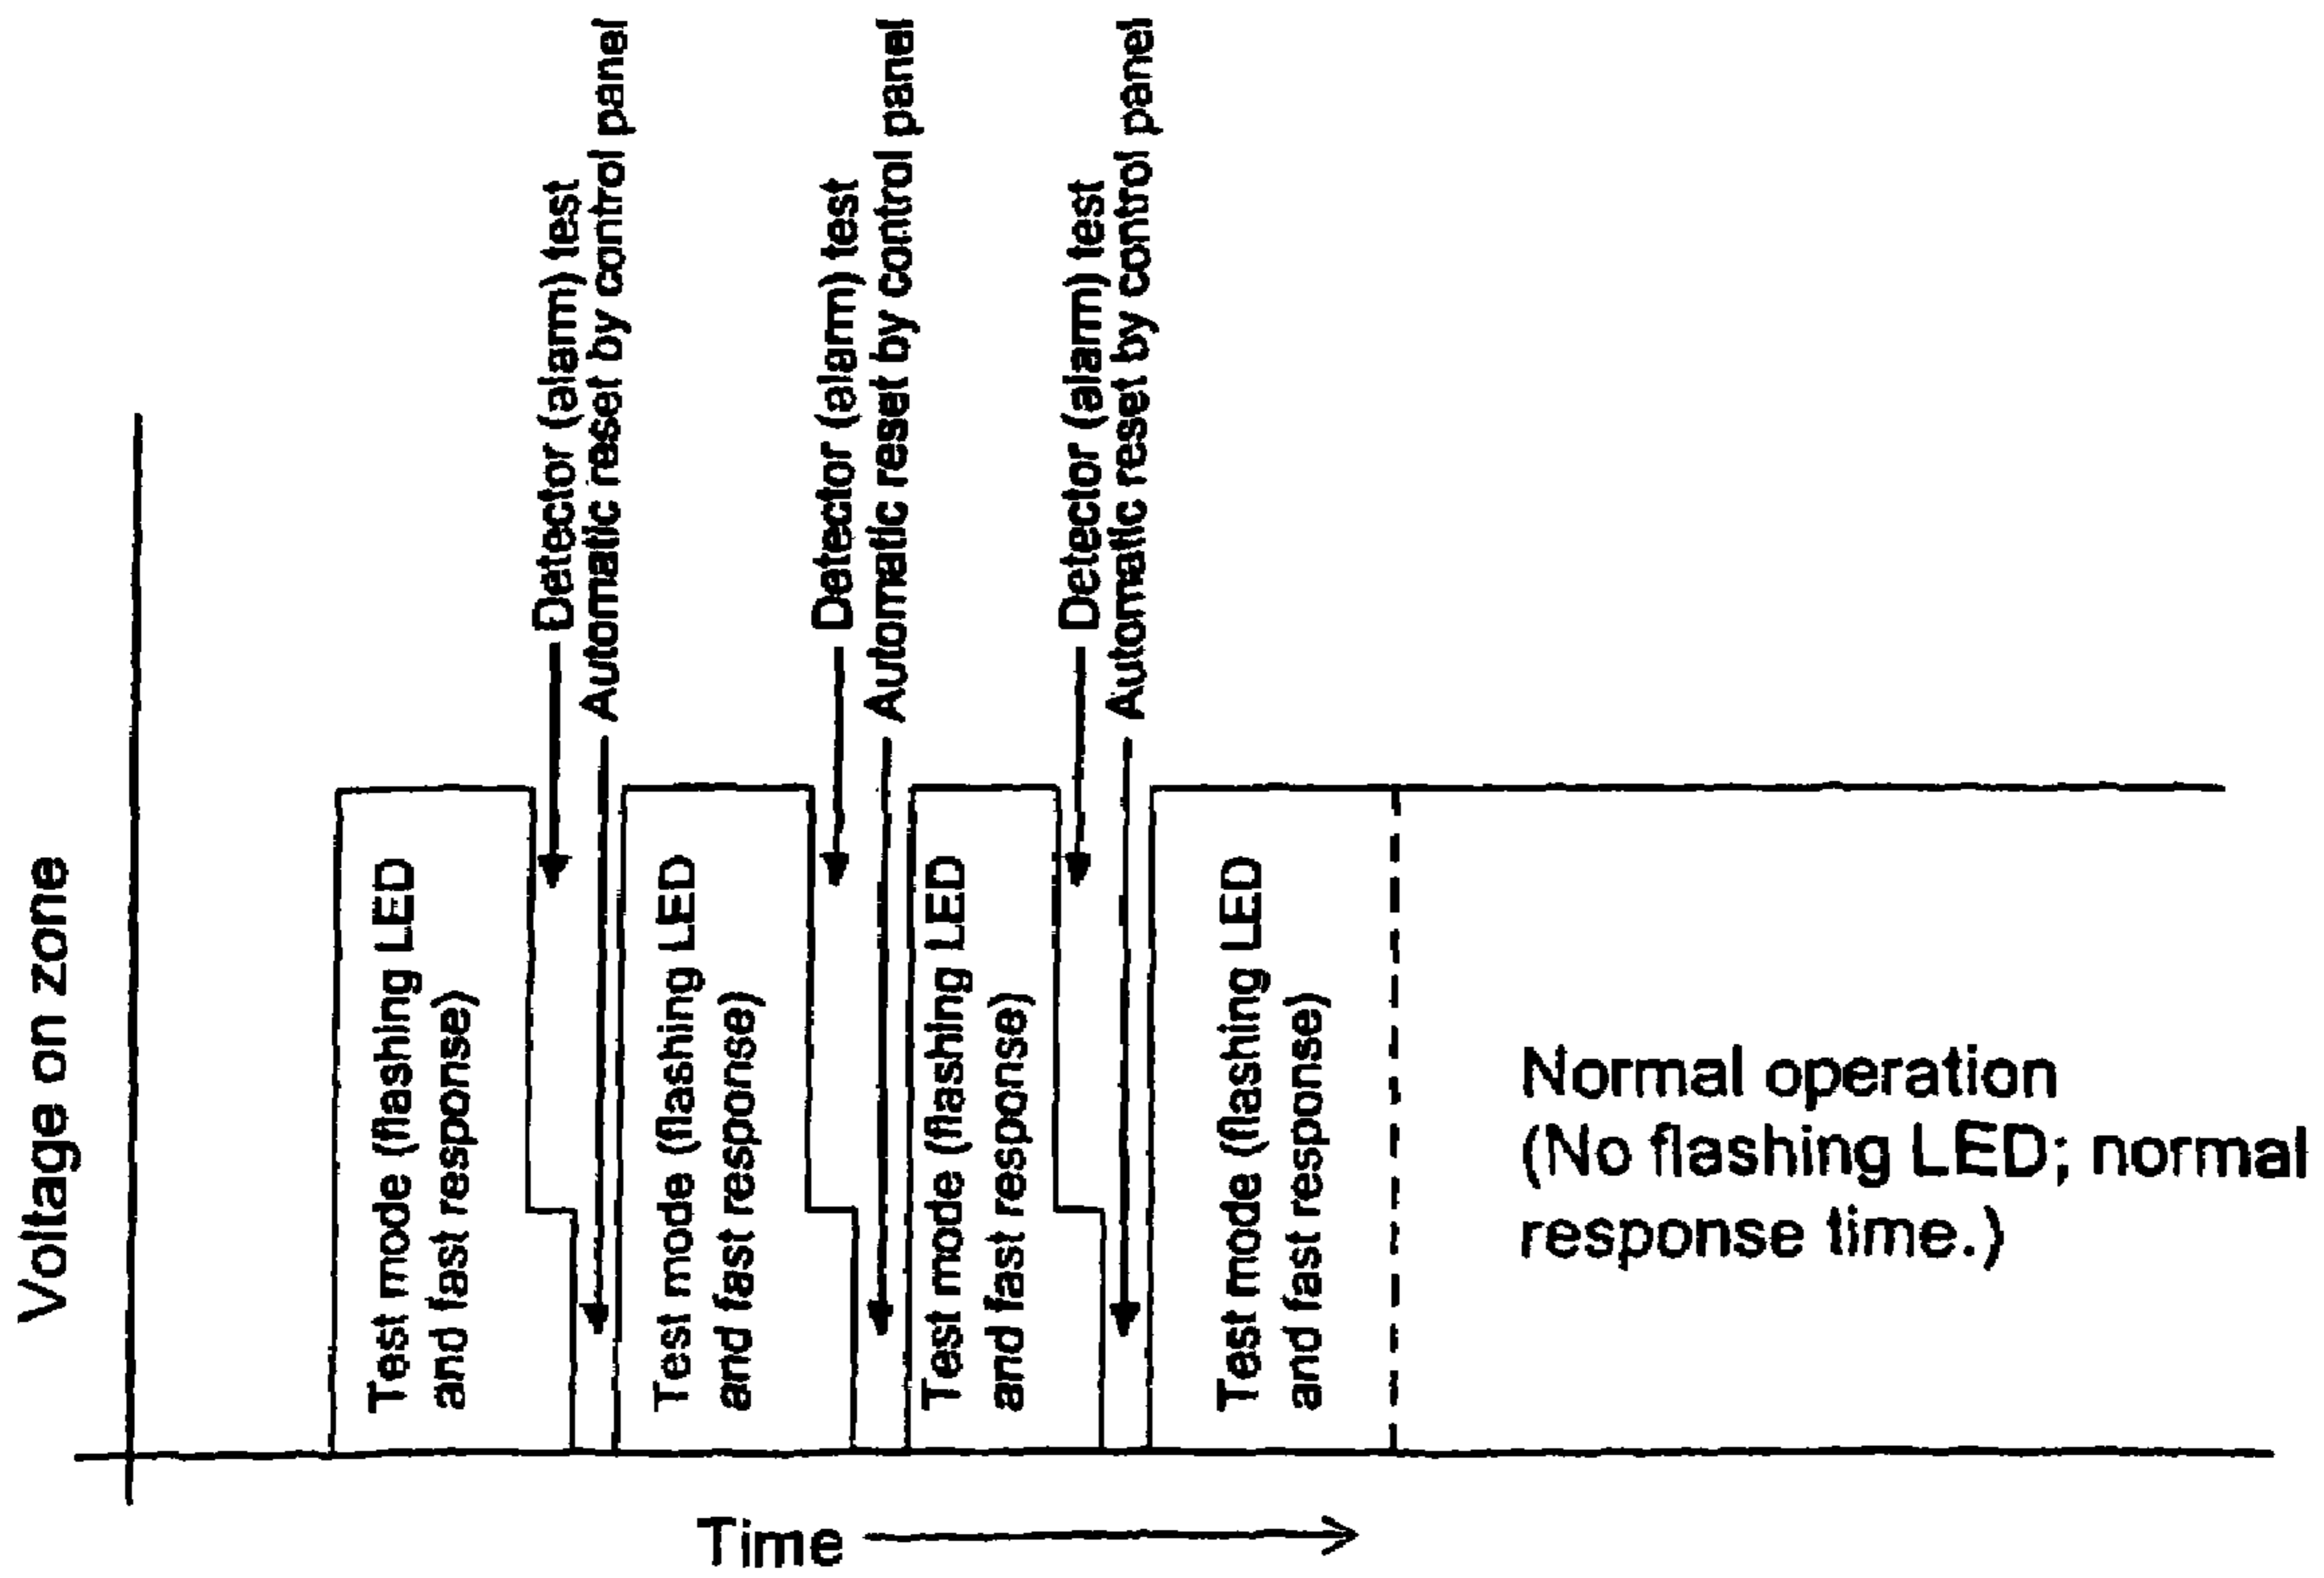 Detector (alarm) test
Automatic reset by control panel
Detector (alarm) test
Automatic reset by control panel
Detector (alarm) test
Automatic reset by control panel
Voltage on zone
Test mode (flashing LED
and fast response)
Test mode (flashing LED
and fast response)
Test mode (flashing LED
and fast response)
Test mode (flashing LED
and fast response)
Normal operation
(No flashing LED; normal
response time.)
Time